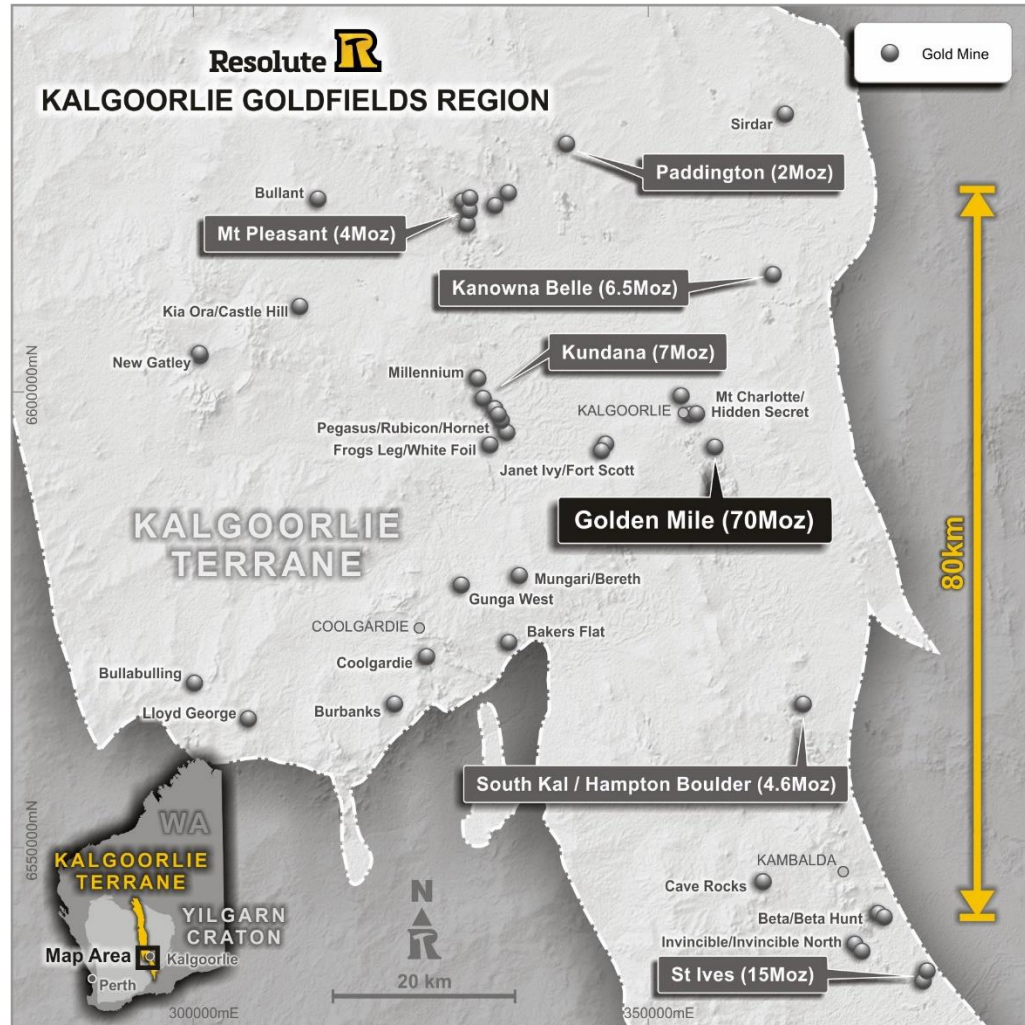 Resolute R
KALGOORLIE GOLDFIELDS REGION
Gold Mine
Sirdar
Paddington (2Moz)
Bullant
Mt Pleasant (4Moz)
Kanowna Belle (6.5Moz)
Kia Ora/Castle Hill
New Gatley
Kundana (7Moz)
Millennium
KALGOORLIE
Mt Charlotte/
Hidden Secret
Pegasus/Rubicon/Hornet
Frogs Leg/White Foil
Janet Ivy/Fort Scott
6600000mN
Golden Mile (70Moz)
KALGOORLIE
TERRANE
80km
Mungari/Bereth
Gunga West
COOLGARDIE
Bakers Flat
Coolgardie
Bullabulling
Lloyd George
Burbanks
South Kal / Hampton Boulder (4.6Moz)
6550000mN
WA
KALGOORLIE
TERRANE
YILGARN
CRATON
Map Area
Kalgoorlie
Perth
N
R
20 km
KAMBALDA
Cave Rocks
Beta/Beta Hunt
Invincible/Invincible North
St Ives (15Moz)
300000mE
350000mE